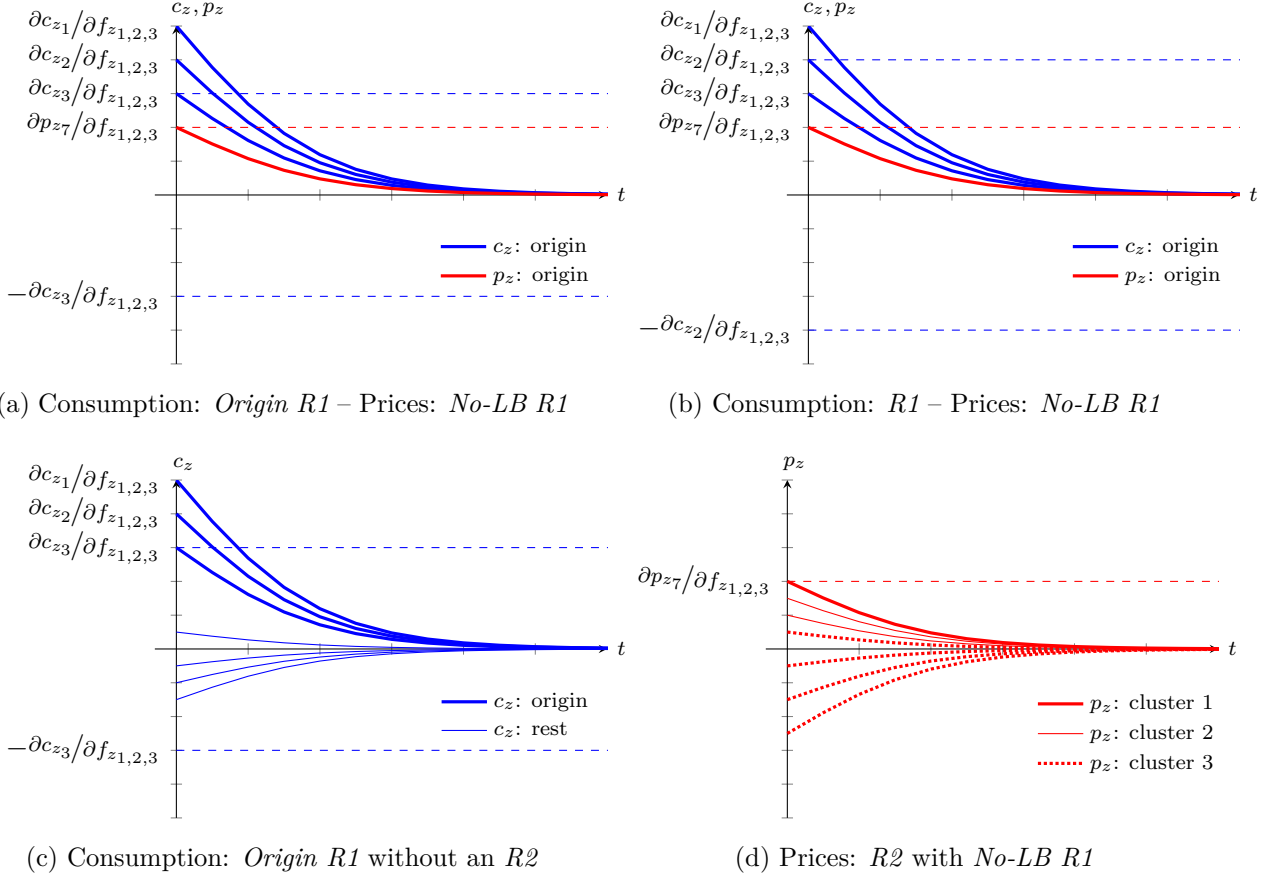 c_z, p_z
∂c_{z_1}/∂f_{z_{1,2,3}}
∂c_{z_2}/∂f_{z_{1,2,3}}
∂c_{z_3}/∂f_{z_{1,2,3}}
∂p_{z_7}/∂f_{z_{1,2,3}}
t
c_z: origin
p_z: origin
−∂c_{z_3}/∂f_{z_{1,2,3}}
(a) Consumption: Origin R1 – Prices: No-LB R1
c_z, p_z
∂c_{z_1}/∂f_{z_{1,2,3}}
∂c_{z_2}/∂f_{z_{1,2,3}}
∂c_{z_3}/∂f_{z_{1,2,3}}
∂p_{z_7}/∂f_{z_{1,2,3}}
t
c_z: origin
p_z: origin
−∂c_{z_2}/∂f_{z_{1,2,3}}
(b) Consumption: R1 – Prices: No-LB R1
c_z
∂c_{z_1}/∂f_{z_{1,2,3}}
∂c_{z_2}/∂f_{z_{1,2,3}}
∂c_{z_3}/∂f_{z_{1,2,3}}
t
c_z: origin
c_z: rest
−∂c_{z_3}/∂f_{z_{1,2,3}}
(c) Consumption: Origin R1 without an R2
p_z
∂p_{z_7}/∂f_{z_{1,2,3}}
t
p_z: cluster 1
p_z: cluster 2
p_z: cluster 3
(d) Prices: R2 with No-LB R1